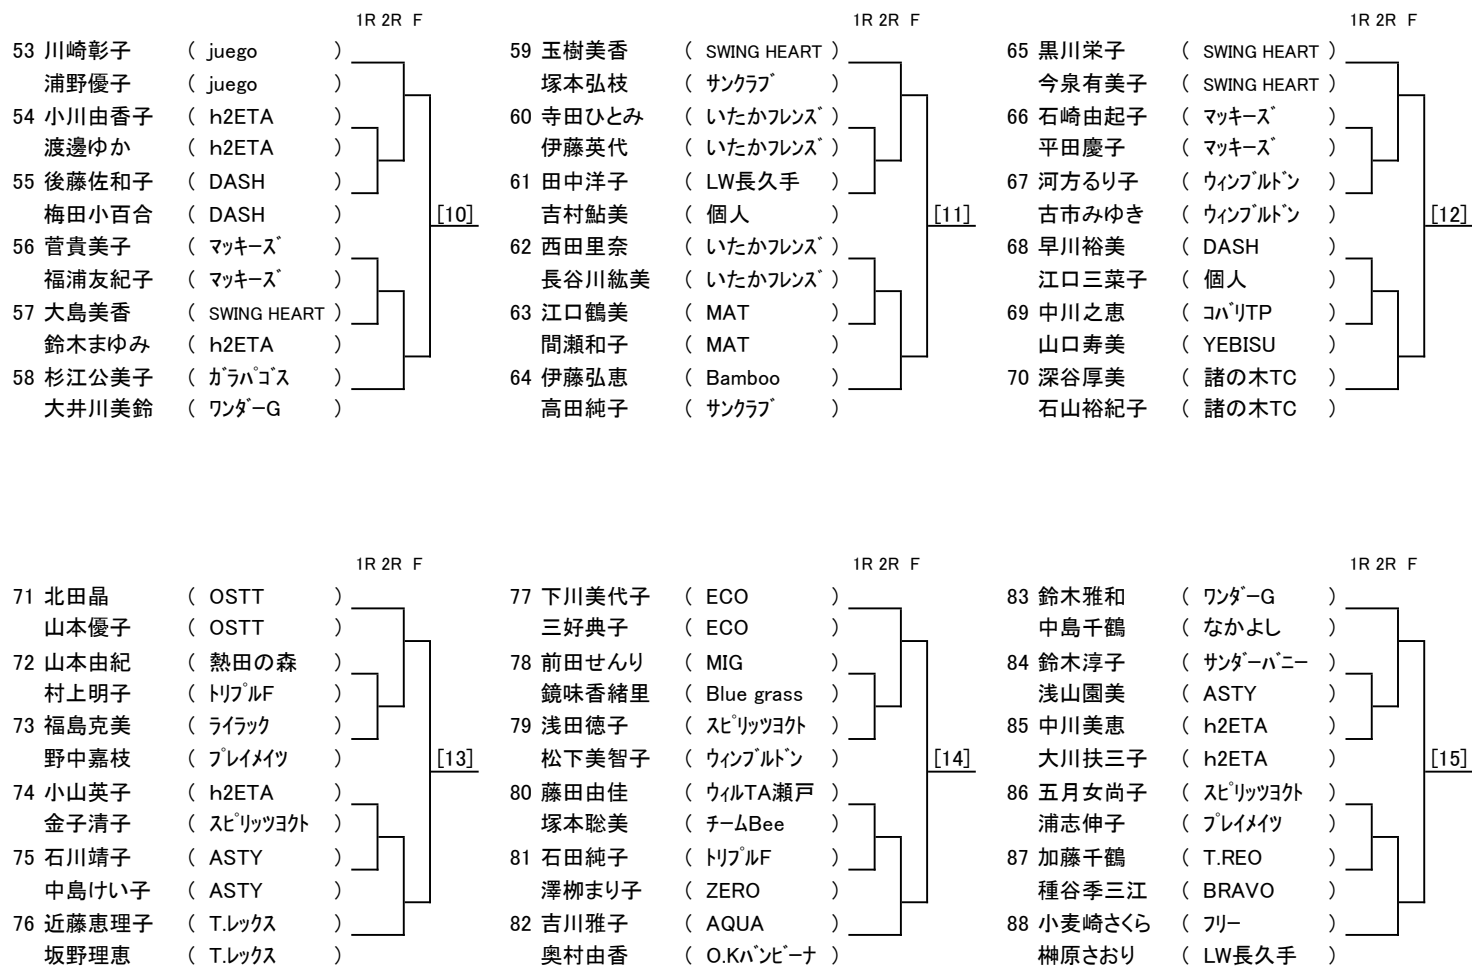 1R 2R F
53 川崎彰子 ( juego )
浦野優子 ( juego )
54 小川由香子 ( h2ETA )
渡邊ゆか ( h2ETA )
55 後藤佐和子 ( DASH )
梅田小百合 ( DASH )
[10]
56 菅貴美子 ( マッキーズ )
福浦友紀子 ( マッキーズ )
57 大島美香 ( SWING HEART )
鈴木まゆみ ( h2ETA )
58 杉江公美子 ( ガラパゴス )
大井川美鈴 ( ワンダーG )
1R 2R F
59 玉樹美香 ( SWING HEART )
塚本弘枝 ( サンクラブ )
60 寺田ひとみ ( いたかフレンズ )
伊藤英代 ( いたかフレンズ )
61 田中洋子 ( LW長久手 )
吉村鮎美 ( 個人 )
[11]
62 西田里奈 ( いたかフレンズ )
長谷川紘美 ( いたかフレンズ )
63 江口鶴美 ( MAT )
間瀬和子 ( MAT )
64 伊藤弘恵 ( Bamboo )
高田純子 ( サンクラブ )
1R 2R F
65 黒川栄子 ( SWING HEART )
今泉有美子 ( SWING HEART )
66 石崎由起子 ( マッキーズ )
平田慶子 ( マッキーズ )
67 河方るり子 ( ウィンブルドン )
古市みゆき ( ウィンブルドン )
[12]
68 早川裕美 ( DASH )
江口三菜子 ( 個人 )
69 中川之恵 ( コバリTP )
山口寿美 ( YEBISU )
70 深谷厚美 ( 諸の木TC )
石山裕紀子 ( 諸の木TC )
1R 2R F
71 北田晶 ( OSTT )
山本優子 ( OSTT )
72 山本由紀 ( 熱田の森 )
村上明子 ( トリプルF )
73 福島克美 ( ライラック )
野中嘉枝 ( プレイメイツ )
[13]
74 小山英子 ( h2ETA )
金子清子 ( スピリッツヨクト )
75 石川靖子 ( ASTY )
中島けい子 ( ASTY )
76 近藤恵理子 ( T.レックス )
坂野理恵 ( T.レックス )
1R 2R F
77 下川美代子 ( ECO )
三好典子 ( ECO )
78 前田せんり ( MIG )
鏡味香緒里 ( Blue grass )
79 浅田徳子 ( スピリッツヨクト )
松下美智子 ( ウィンブルドン )
[14]
80 藤田由佳 ( ウィルTA瀬戸 )
塚本聡美 ( チームBee )
81 石田純子 ( トリプルF )
澤栁まり子 ( ZERO )
82 吉川雅子 ( AQUA )
奥村由香 ( O.Kバンビーナ )
1R 2R F
83 鈴木雅和 ( ワンダーG )
中島千鶴 ( なかよし )
84 鈴木淳子 ( サンダーバニー )
浅山園美 ( ASTY )
85 中川美恵 ( h2ETA )
大川扶三子 ( h2ETA )
[15]
86 五月女尚子 ( スピリッツヨクト )
浦志伸子 ( プレイメイツ )
87 加藤千鶴 ( T.REO )
種谷季三江 ( BRAVO )
88 小麦崎さくら ( フリー )
榊原さおり ( LW長久手 )